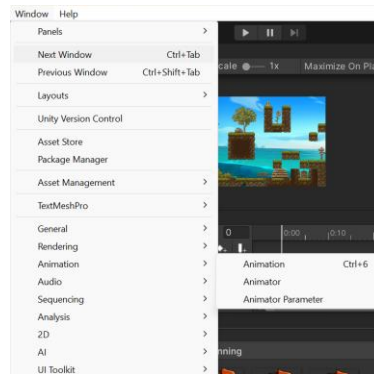 Window Help
Panels
Next Window Ctrl+Tab
Previous Window Ctrl+Shift+Tab
cale 1x Maximize On Pl
Layouts
Unity Version Control
Asset Store
Package Manager
Asset Management
TextMeshPro
General
0 0:00 0:10
Rendering
Animation
Animation Ctrl+6
Audio
Animator
Sequencing
Animator Parameter
Analysis
2D
AI
nning
UI Toolkit